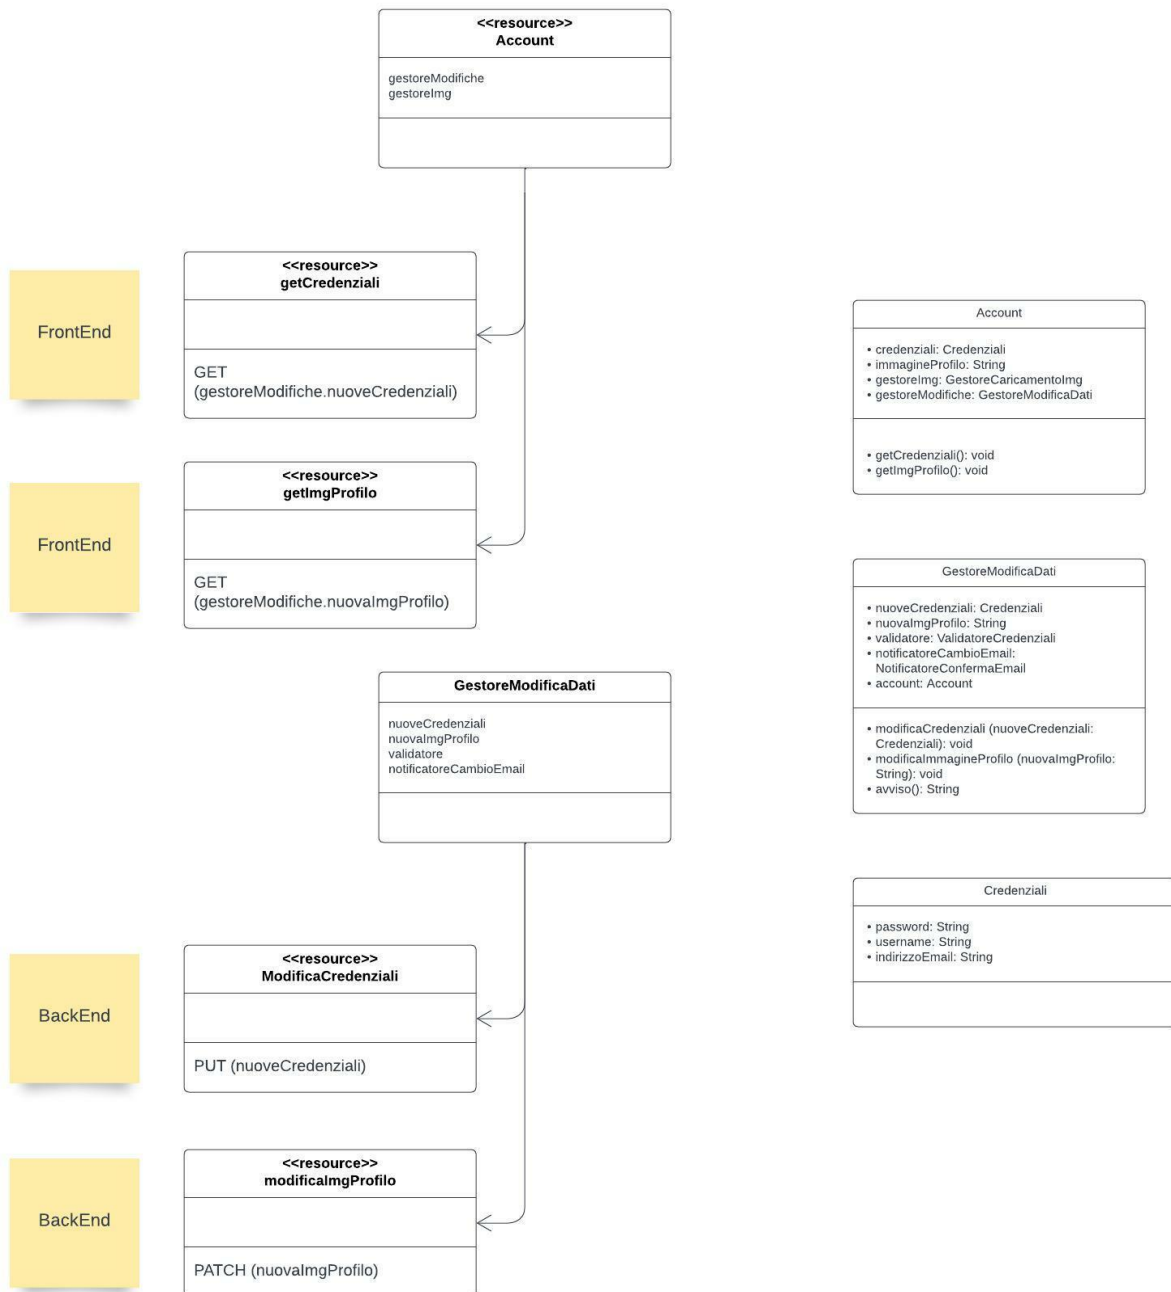 <<resource>>
Account
gestoreModifiche
gestoreImg
FrontEnd
<<resource>>
getCredenziali
GET
(gestoreModifiche.nuoveCredenziali)
FrontEnd
<<resource>>
getImgProfilo
GET
(gestoreModifiche.nuovaImgProfilo)
GestoreModificaDati
nuoveCredenziali
nuovaImgProfilo
validatore
notificatoreCambioEmail
BackEnd
<<resource>>
ModificaCredenziali
PUT (nuoveCredenziali)
BackEnd
<<resource>>
modificaImgProfilo
PATCH (nuovaImgProfilo)
Account
• credenziali: Credenziali
• immagineProfilo: String
• gestoreImg: GestoreCaricamentoImg
• gestoreModifiche: GestoreModificaDati
• getCredenziali(): void
• getImgProfilo(): void
GestoreModificaDati
• nuoveCredenziali: Credenziali
• nuovaImgProfilo: String
• validatore: ValidatoreCredenziali
• notificatoreCambioEmail:
NotificatoreConfermaEmail
• account: Account
• modificaCredenziali (nuoveCredenziali:
Credenziali): void
• modificaImmagineProfilo (nuovaImgProfilo:
String): void
• avviso(): String
Credenziali
• password: String
• username: String
• indirizzoEmail: String